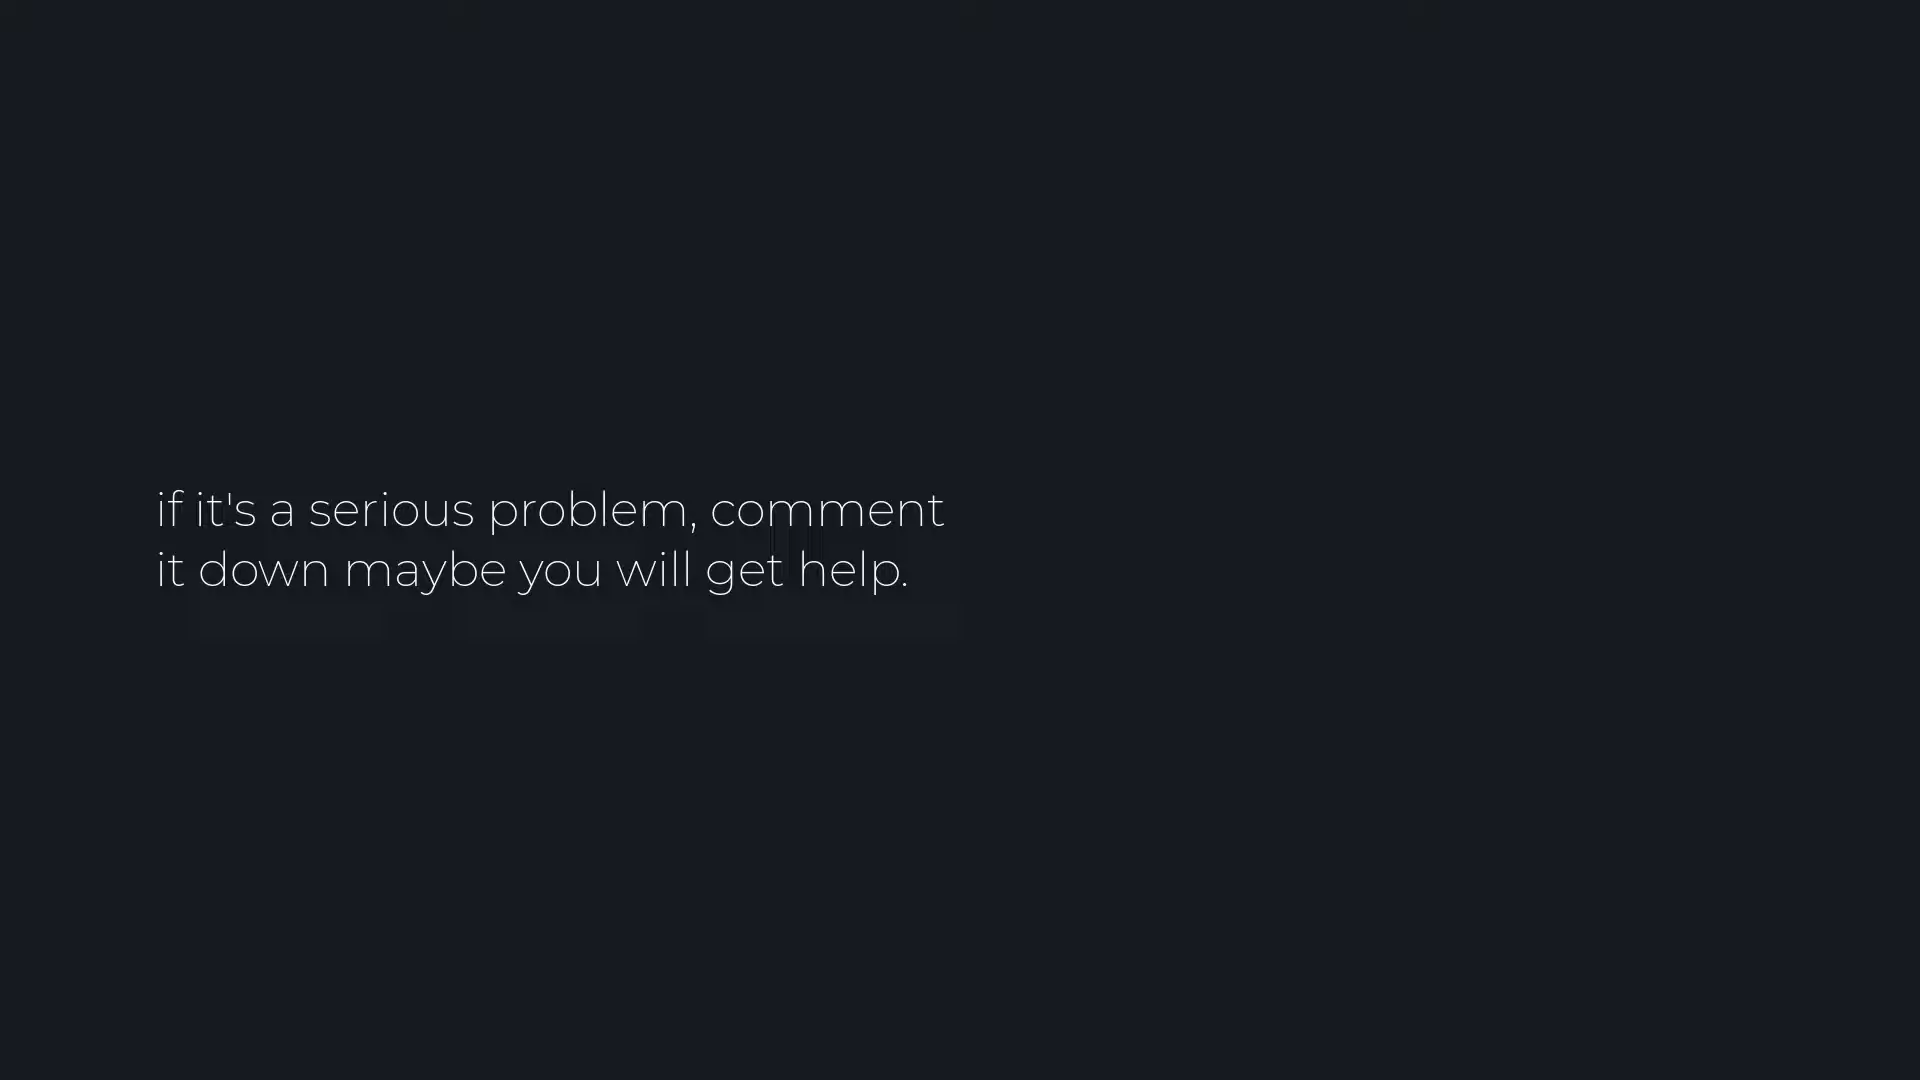 if it's a serious problem, comment
it down maybe you will get help.